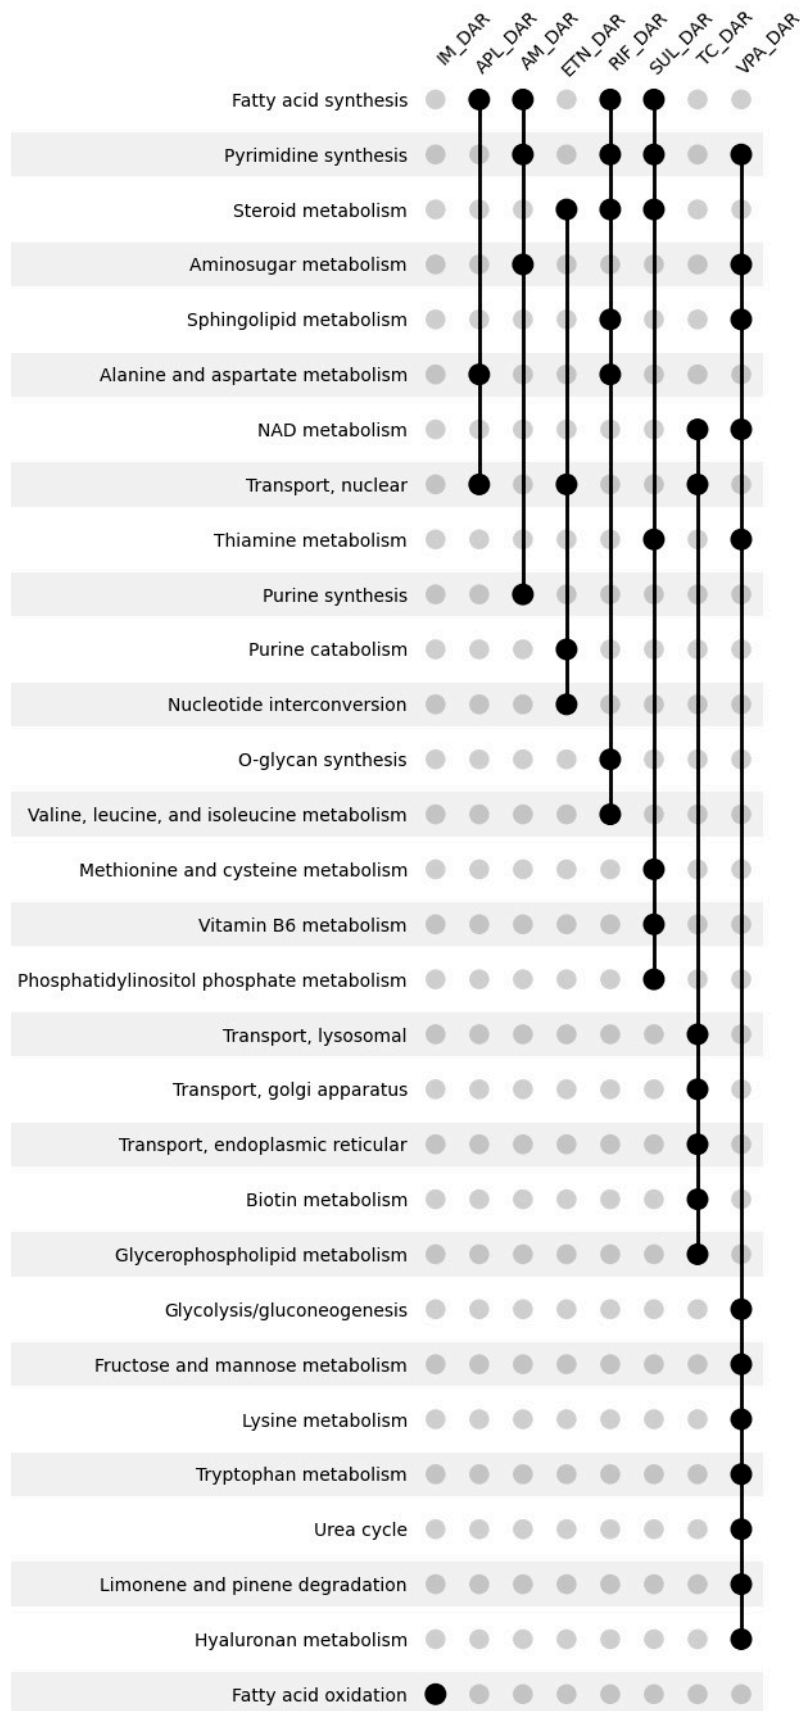 IM_DAR
APL_DAR
AM_DAR
ETN_DAR
RIF_DAR
SUL_DAR
TC_DAR
VPA_DAR
Fatty acid synthesis
Pyrimidine synthesis
Steroid metabolism
Aminosugar metabolism
Sphingolipid metabolism
Alanine and aspartate metabolism
NAD metabolism
Transport, nuclear
Thiamine metabolism
Purine synthesis
Purine catabolism
Nucleotide interconversion
O-glycan synthesis
Valine, leucine, and isoleucine metabolism
Methionine and cysteine metabolism
Vitamin B6 metabolism
Phosphatidylinositol phosphate metabolism
Transport, lysosomal
Transport, golgi apparatus
Transport, endoplasmic reticular
Biotin metabolism
Glycerophospholipid metabolism
Glycolysis/gluconeogenesis
Fructose and mannose metabolism
Lysine metabolism
Tryptophan metabolism
Urea cycle
Limonene and pinene degradation
Hyaluronan metabolism
Fatty acid oxidation